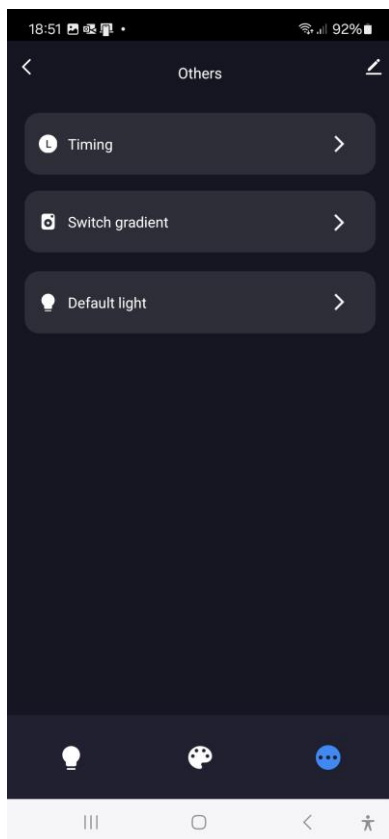 18:51 92%
Others
Timing
Switch gradient
Default light